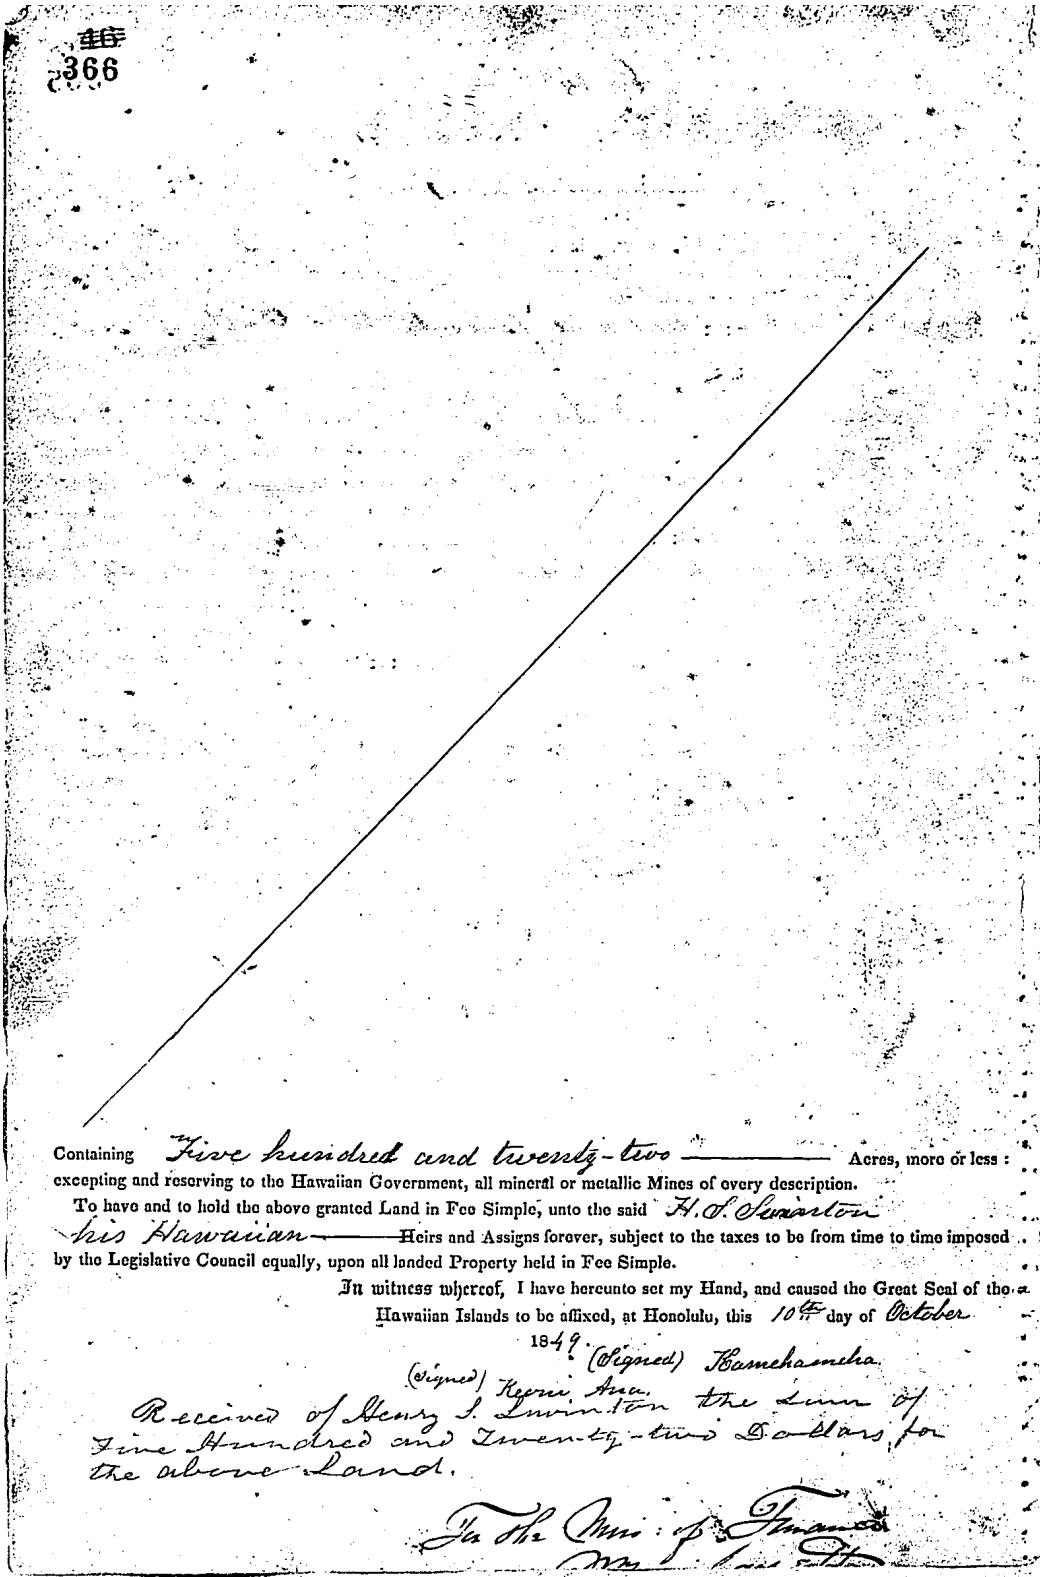 46
366
Containing Five hundred and twenty-two Acres, more or less :
excepting and reserving to the Hawaiian Government, all mineral or metallic Mines of every description.
To have and to hold the above granted Land in Fee Simple, unto the said H. S. Swinton
his Hawaiian Heirs and Assigns forever, subject to the taxes to be from time to time imposed
by the Legislative Council equally, upon all landed Property held in Fee Simple.
In witness whereof, I have hereunto set my Hand, and caused the Great Seal of the
Hawaiian Islands to be affixed, at Honolulu, this 10th day of October
1849.
(Signed) Kamehameha.
(Signed) Keoni Ana.
Received of Henry S. Swinton the Sum of
Five Hundred and Twenty-two Dollars, for
the above Land.
For the Min: of Finance
Wm